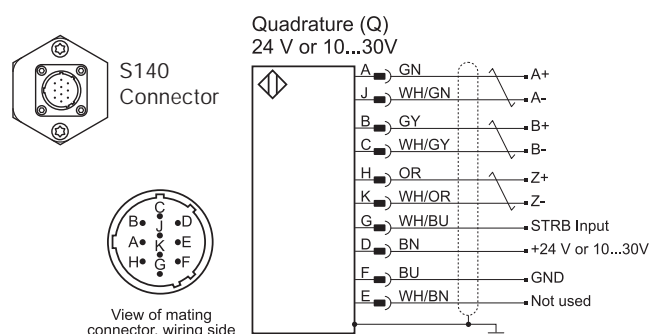 Quadrature (Q)
24 V or 10...30V
S140
Connector
A GN A+
J WH/GN A-
B GY B+
C WH/GY B-
H OR Z+
K WH/OR Z-
G WH/BU STRB Input
D BN +24 V or 10...30V
F BU GND
E WH/BN Not used
C
B D
J
A E
K
H F
G
View of mating
connector, wiring side